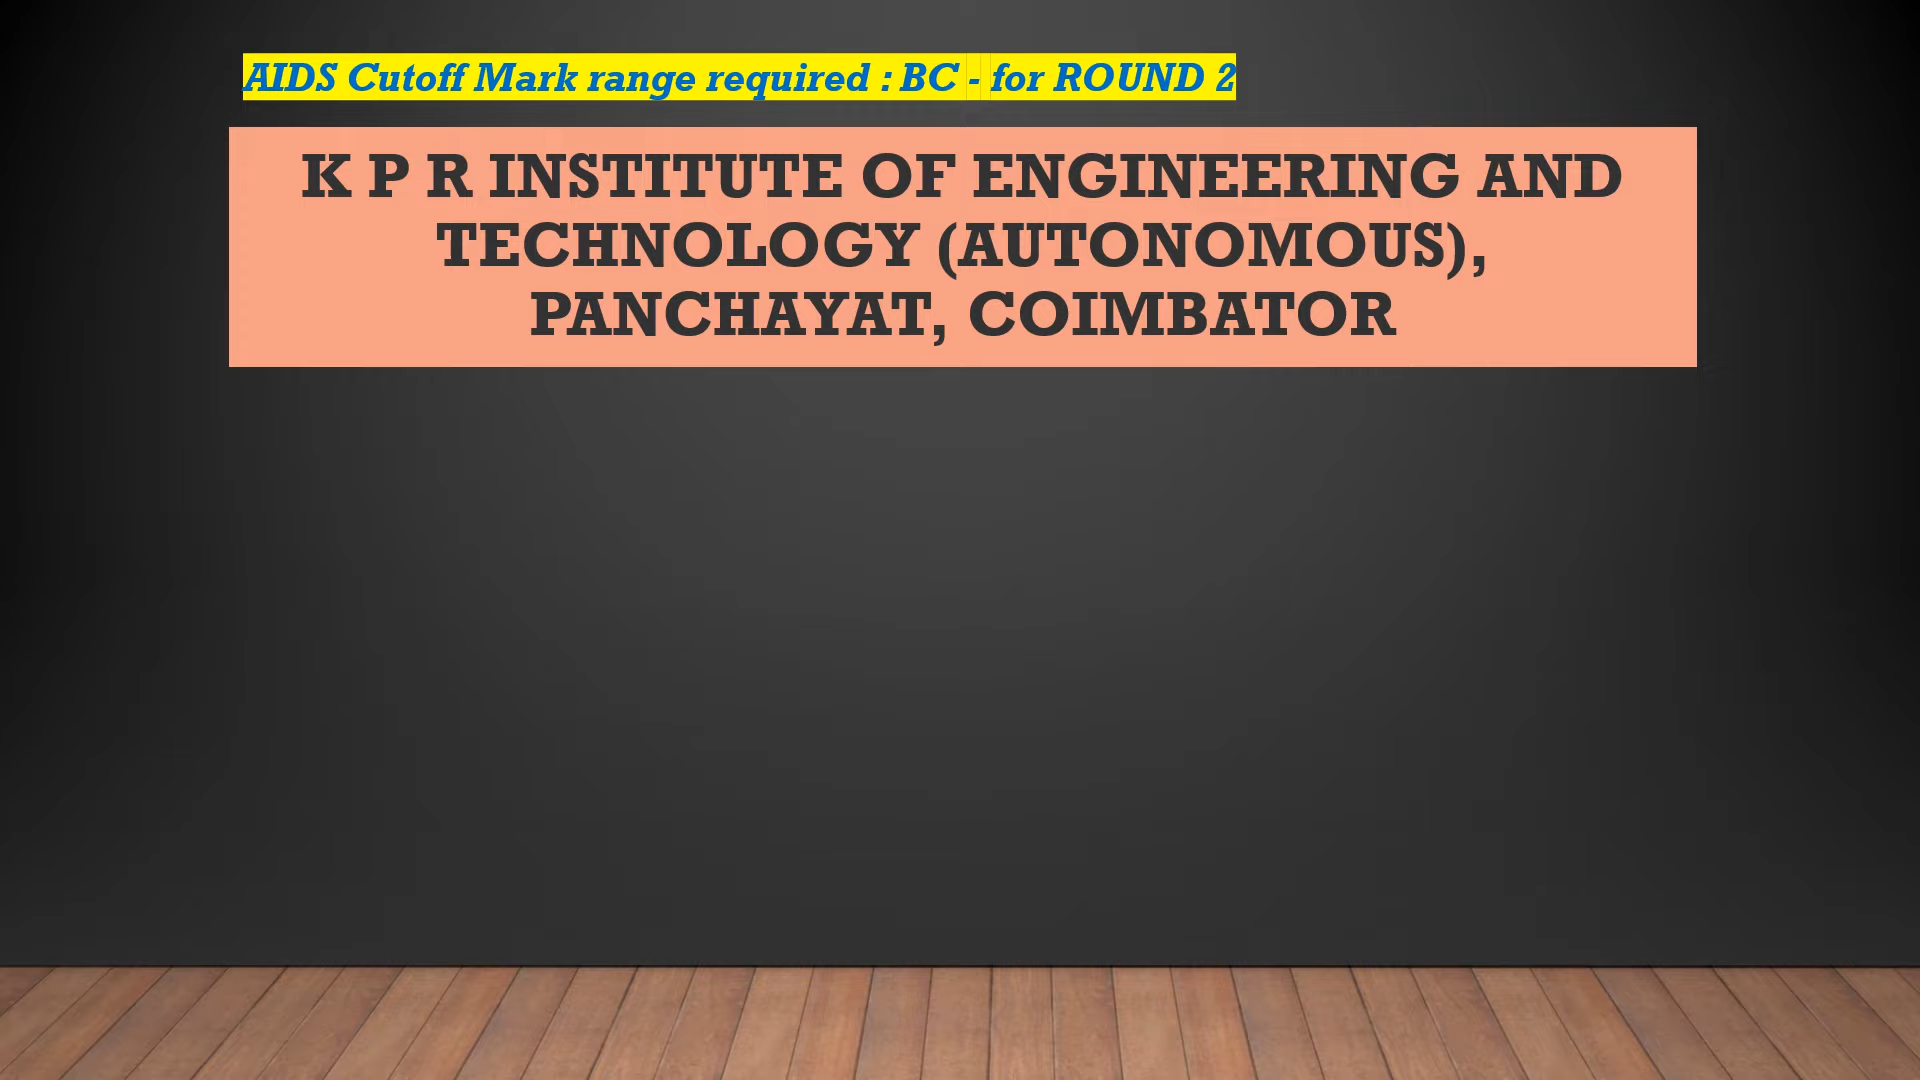 AIDS Cutoff Mark range required : BC - for ROUND 2
K P R INSTITUTE OF ENGINEERING AND
TECHNOLOGY (AUTONOMOUS),
PANCHAYAT, COIMBATOR